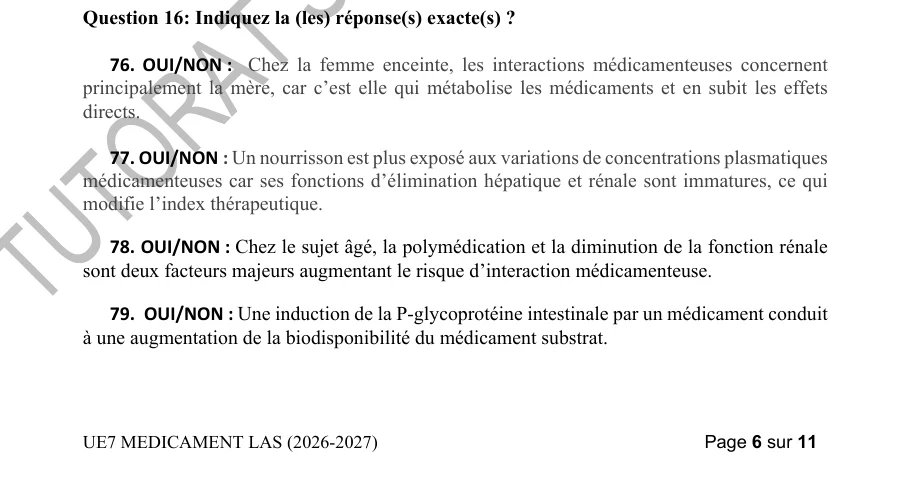 Question 16: Indiquez la (les) réponse(s) exacte(s) ?
76. OUI/NON : Chez la femme enceinte, les interactions médicamenteuses concernent
principalement la mère, car c’est elle qui métabolise les médicaments et en subit les effets
directs.
77. OUI/NON : Un nourrisson est plus exposé aux variations de concentrations plasmatiques
médicamenteuses car ses fonctions d’élimination hépatique et rénale sont immatures, ce qui
modifie l’index thérapeutique.
78. OUI/NON : Chez le sujet âgé, la polymédication et la diminution de la fonction rénale
sont deux facteurs majeurs augmentant le risque d’interaction médicamenteuse.
79. OUI/NON : Une induction de la P-glycoprotéine intestinale par un médicament conduit
à une augmentation de la biodisponibilité du médicament substrat.
TUTORAT
UE7 MEDICAMENT LAS (2026-2027)
Page 6 sur 11